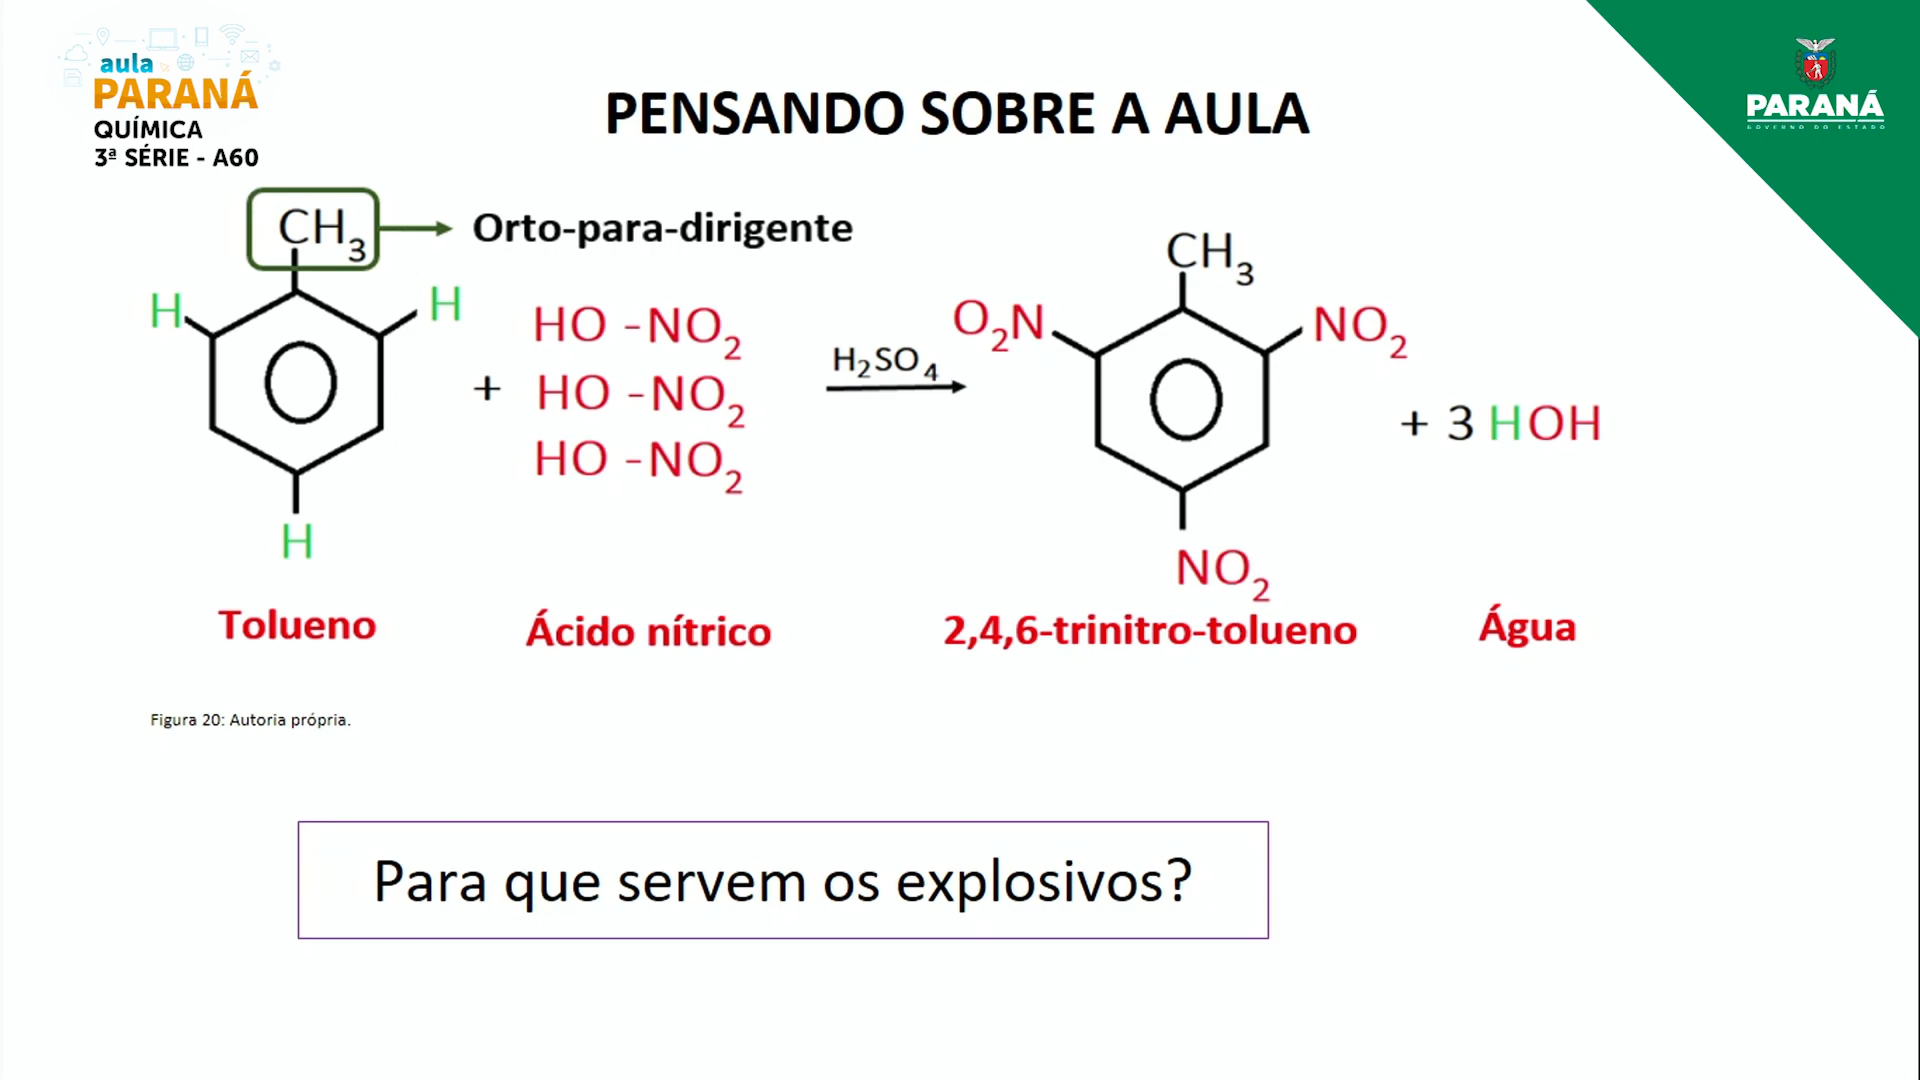 aula
PARANÁ
QUÍMICA
3ª SÉRIE - A60
PARANÁ
GOVERNO DO ESTADO
PENSANDO SOBRE A AULA
CH3
Orto-para-dirigente
H
H
H
+
HO -NO2
HO -NO2
HO -NO2
H2SO4
CH3
O2N
NO2
NO2
+ 3 HOH
Tolueno
Ácido nítrico
2,4,6-trinitro-tolueno
Água
Figura 20: Autoria própria.
Para que servem os explosivos?